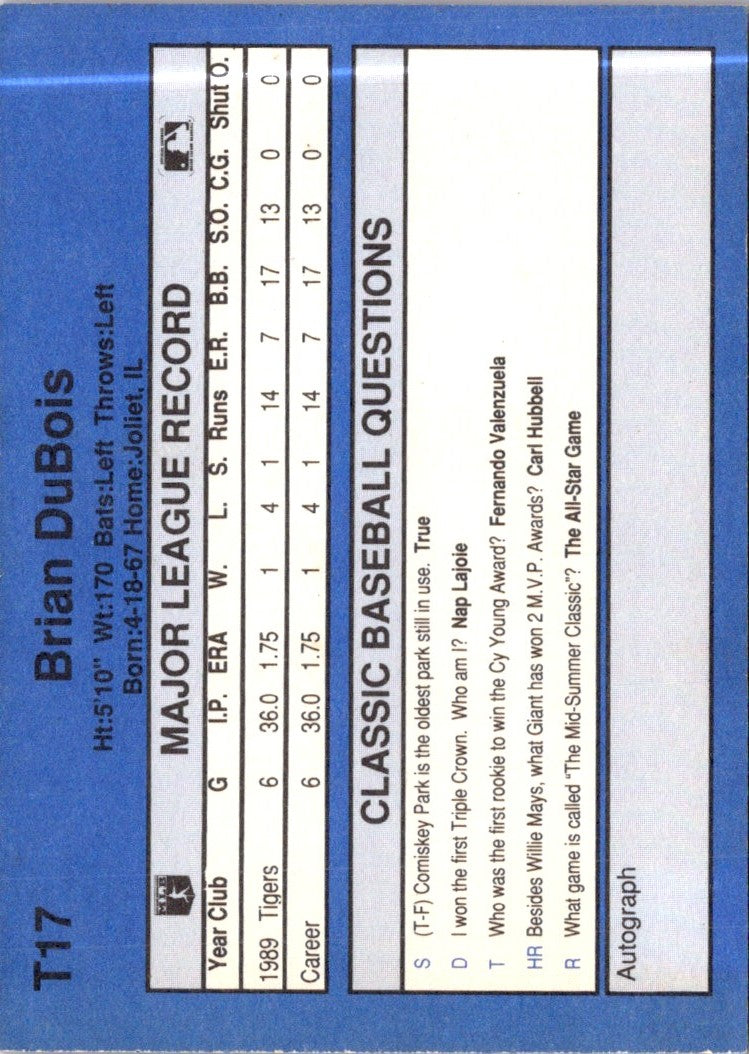 T17
Brian DuBois
Ht:5'10" Wt:170 Bats:Left Throws:Left
Born:4-18-67 Home:Joliet, IL
MAJOR LEAGUE RECORD
Year Club G I.P. ERA W. L. S. Runs E.R. B.B. S.O. C.G. Shut O.
1989 Tigers 6 36.0 1.75 1 4 1 14 7 17 13 0 0
Career 6 36.0 1.75 1 4 1 14 7 17 13 0 0
CLASSIC BASEBALL QUESTIONS
S (T-F) Comiskey Park is the oldest park still in use. True
D I won the first Triple Crown. Who am I? Nap Lajoie
T Who was the first rookie to win the Cy Young Award? Fernando Valenzuela
HR Besides Willie Mays, what Giant has won 2 M.V.P. Awards? Carl Hubbell
R What game is called "The Mid-Summer Classic"? The All-Star Game
Autograph